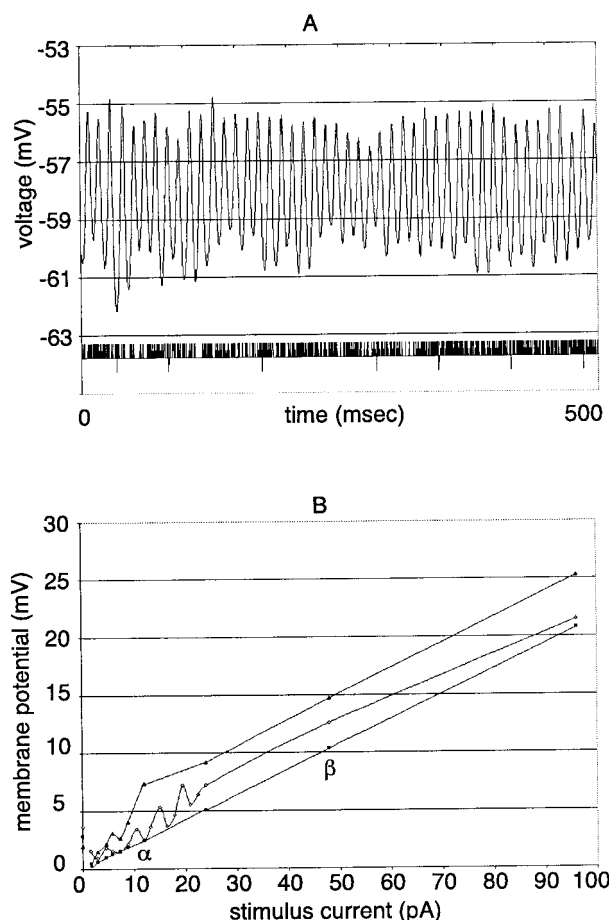 A
-53
-55
-57
-59
-61
-63
voltage (mV)
0 time (msec) 500
B
30
25
20
15
10
5
0
membrane potential (mV)
α
β
0 10 20 30 40 50 60 70 80 90 100
stimulus current (pA)